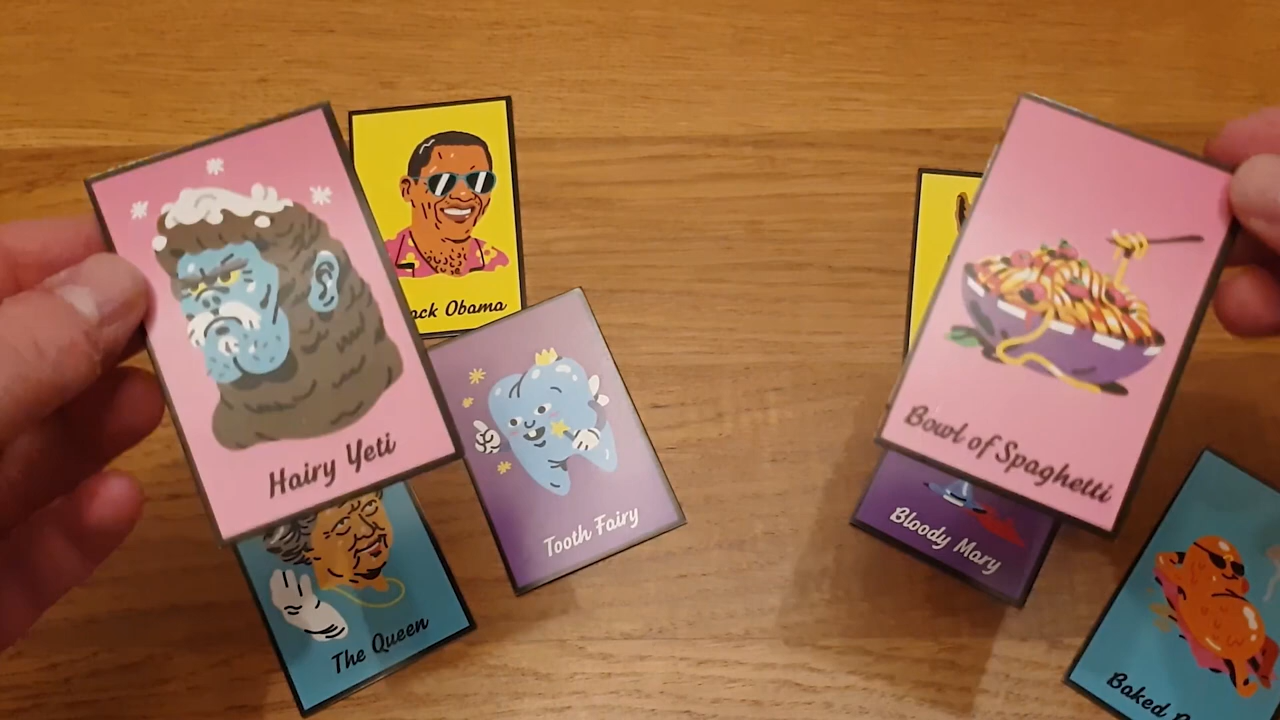 ack Obama
Hairy Yeti
Bowl of Spaghetti
Tooth Fairy
Bloody Mary
The Queen
Baked